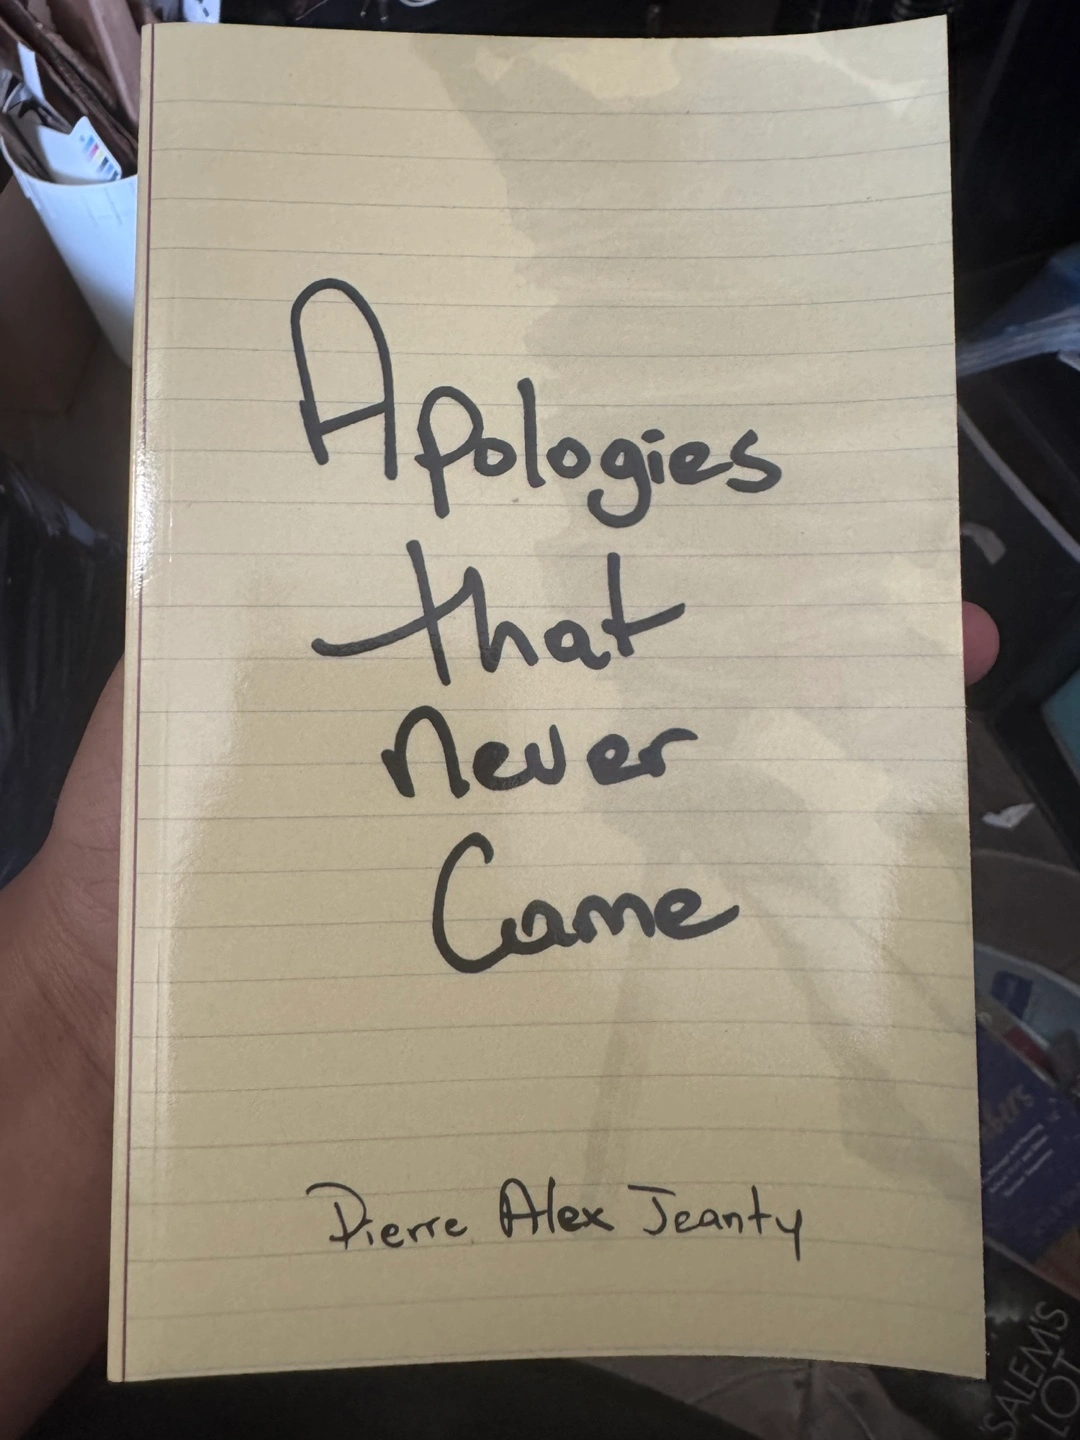 Apologies
that
never
Came
Pierre Alex Jeanty
'SALEM'S
LOT